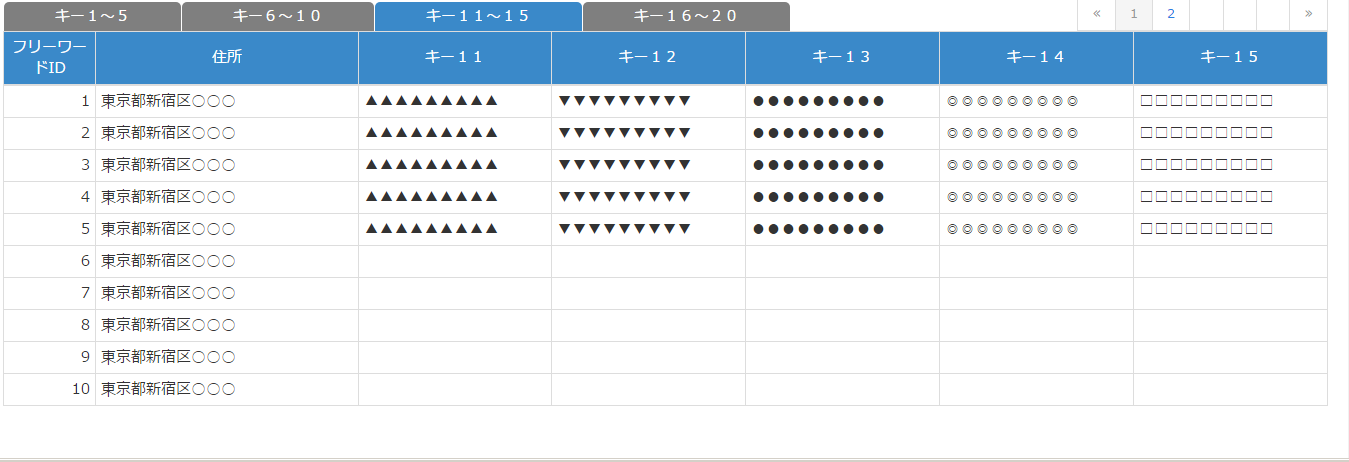 キー１～５ キー６～１０ キー１１～１５ キー１６～２０ « 1 2 »
フリーワードID 住所 キー１１ キー１２ キー１３ キー１４ キー１５
1 東京都新宿区○○○ ▲▲▲▲▲▲▲▲▲ ▼▼▼▼▼▼▼▼▼ ●●●●●●●●● ◎◎◎◎◎◎◎◎◎ □□□□□□□□□
2 東京都新宿区○○○ ▲▲▲▲▲▲▲▲▲ ▼▼▼▼▼▼▼▼▼ ●●●●●●●●● ◎◎◎◎◎◎◎◎◎ □□□□□□□□□
3 東京都新宿区○○○ ▲▲▲▲▲▲▲▲▲ ▼▼▼▼▼▼▼▼▼ ●●●●●●●●● ◎◎◎◎◎◎◎◎◎ □□□□□□□□□
4 東京都新宿区○○○ ▲▲▲▲▲▲▲▲▲ ▼▼▼▼▼▼▼▼▼ ●●●●●●●●● ◎◎◎◎◎◎◎◎◎ □□□□□□□□□
5 東京都新宿区○○○ ▲▲▲▲▲▲▲▲▲ ▼▼▼▼▼▼▼▼▼ ●●●●●●●●● ◎◎◎◎◎◎◎◎◎ □□□□□□□□□
6 東京都新宿区○○○
7 東京都新宿区○○○
8 東京都新宿区○○○
9 東京都新宿区○○○
10 東京都新宿区○○○